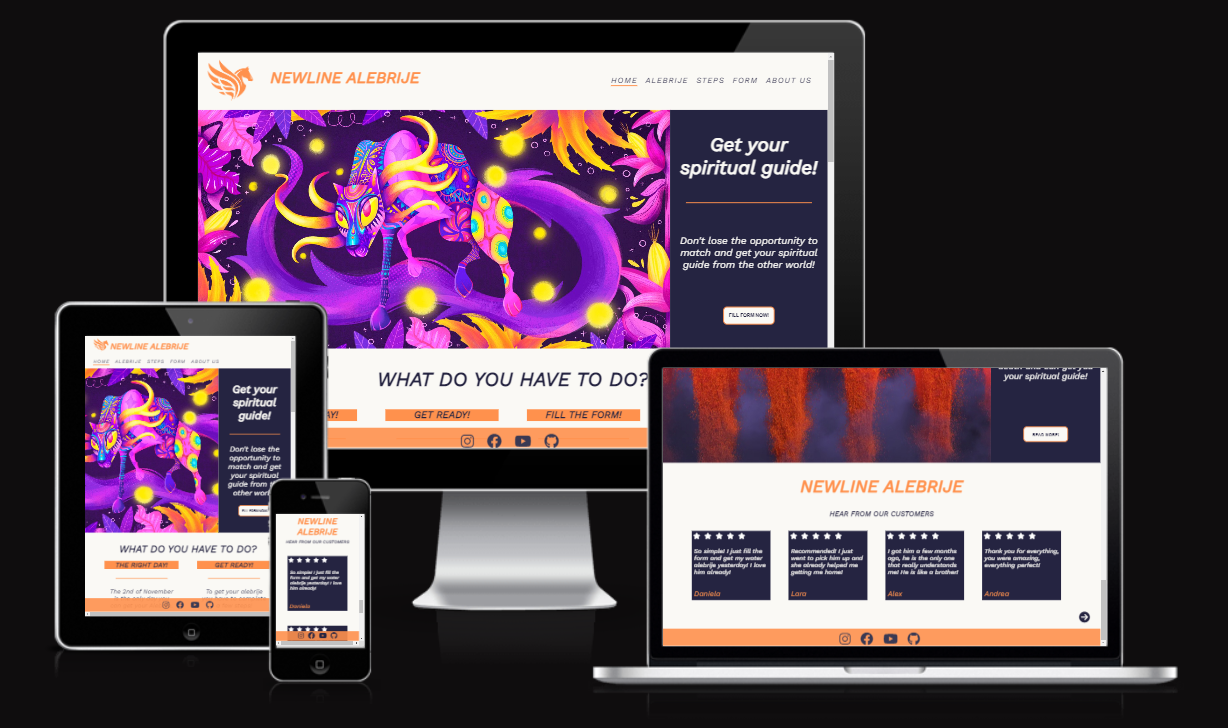 NEWLINE ALEBRIJE
HOME ALEBRIJE STEPS FORM ABOUT US
Get your
spiritual guide!
Don't lose the opportunity to
match and get your spiritual
guide from the other world!
FILL FORM NOW!
WHAT DO YOU HAVE TO DO?
AY!
GET READY!
FILL THE FORM!
NEWLINE ALEBRIJE
HOME ALEBRIJE STEPS FORM ABOUT US
Get your
spiritual
guide!
Don't lose the
opportunity to
match and get
your spiritual
guide from
other
WHAT DO YOU HAVE TO DO?
THE RIGHT DAY!
GET READY!
The 2nd of November
To get your alebrije
NEWLINE
ALEBRIJE
HEAR FROM OUR CUSTOMERS
So simple! I just fill the
form and get my water
alebrije yesterday! I love
him already!
Daniela
your spiritual guide!
READ MORE!
NEWLINE ALEBRIJE
HEAR FROM OUR CUSTOMERS
So simple! I just fill the
form and get my water
alebrije yesterday! I love
him already!
Daniela
Recommended! I just
went to pick him up and
she already helped me
getting me home!
Lara
I got him a few months
ago, he is the only one
that really understands
me! He is like a brother!
Alex
Thank you for everything,
you were amazing,
everything perfect!
Andrea